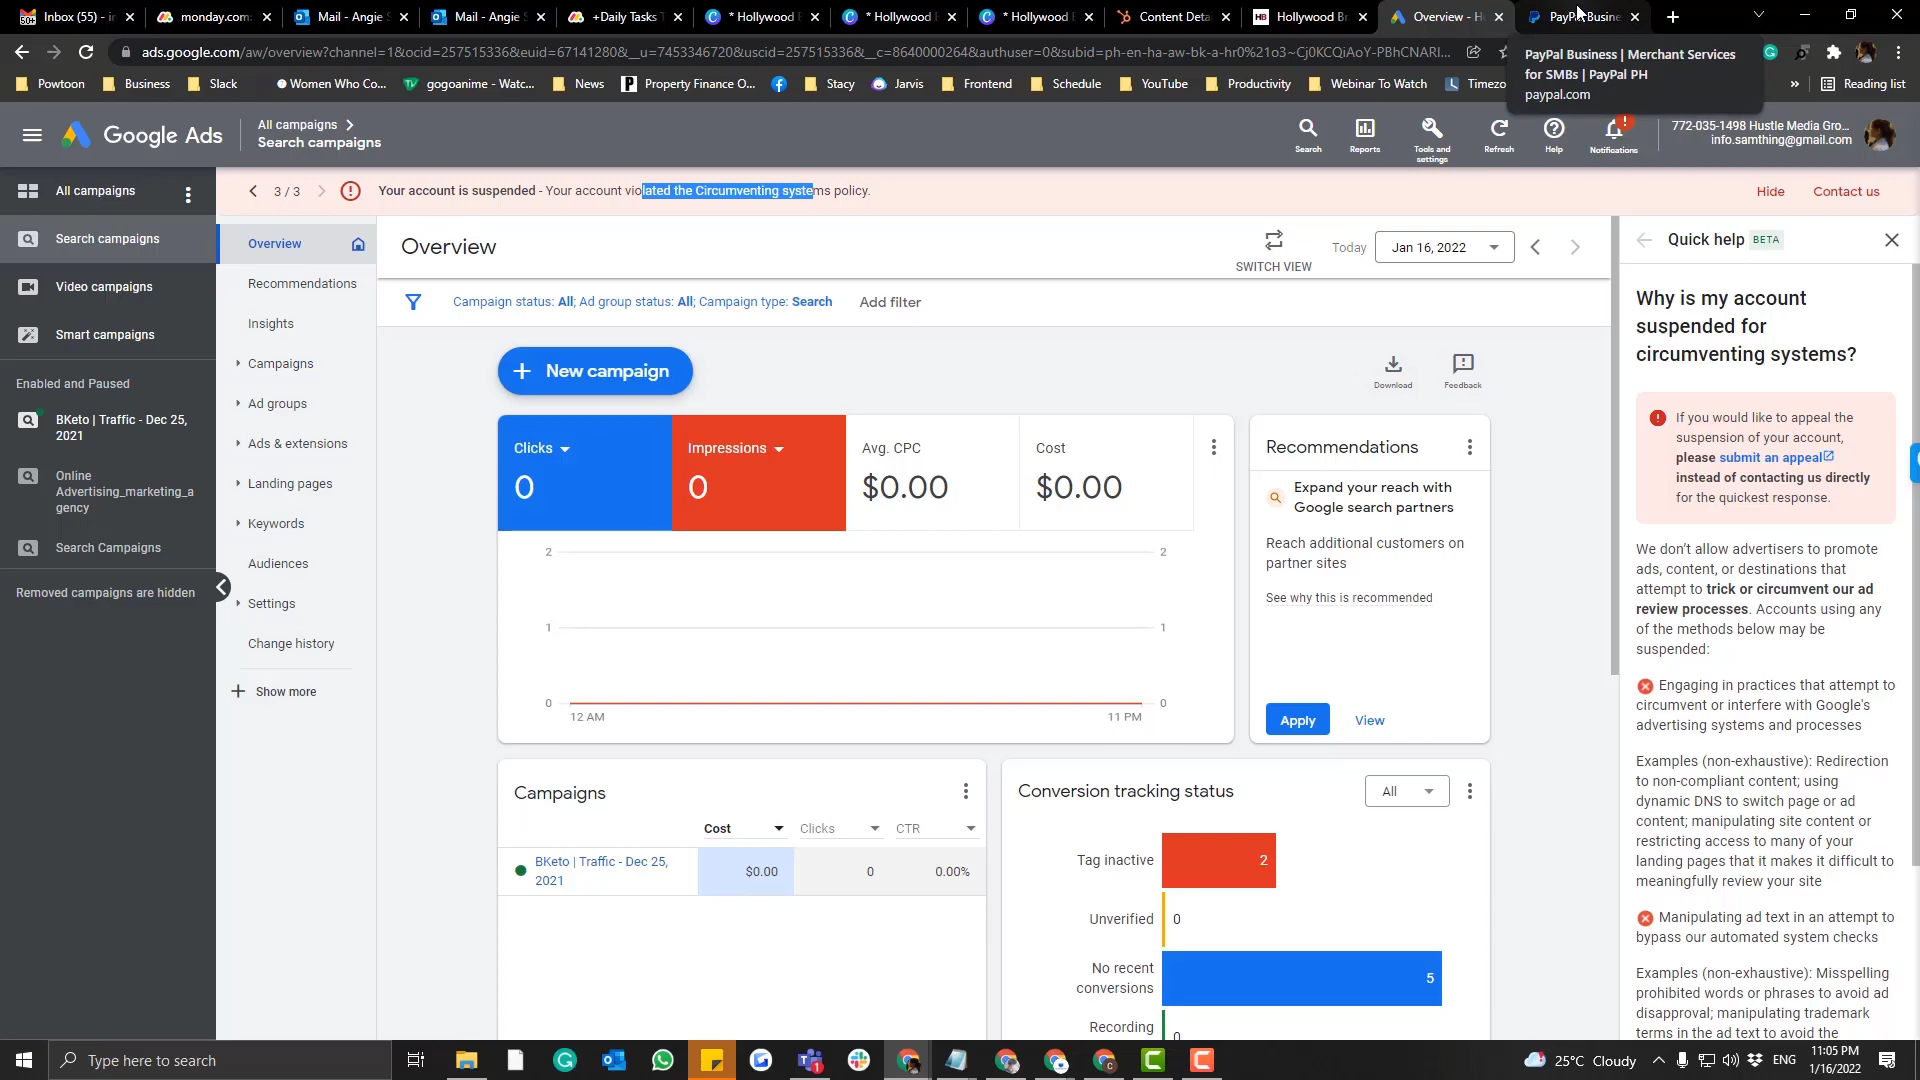 Inbox (55) - in
monday.com:
Mail - Angie S
Mail - Angie S
+Daily Tasks T
* Hollywood E
* Hollywood
* Hollywood E
Content Deta
Hollywood Br
Overview - H
PayPal Busine
ads.google.com/aw/overview?channel=1&ocid=257515336&euid=67141280&__u=7453346720&uscid=257515336&__c=8640000264&authuser=0&subid=ph-en-ha-aw-bk-a-hr0%21o3~Cj0KCQiAoY-PBhCNARI...
PayPal Business | Merchant Services
for SMBs | PayPal PH
paypal.com
Powtoon
Business
Slack
Women Who Co...
gogoanime - Watc...
News
Property Finance O...
Stacy
Jarvis
Frontend
Schedule
YouTube
Productivity
Webinar To Watch
Timezo
»
Reading list
Google Ads
All campaigns
Search campaigns
Search
Reports
Tools and
settings
Refresh
Help
Notifications
772-035-1498 Hustle Media Gro...
info.samthing@gmail.com
All campaigns
3 / 3
Your account is suspended - Your account violated the Circumventing systems policy.
Hide
Contact us
Search campaigns
Video campaigns
Smart campaigns
Enabled and Paused
BKeto | Traffic - Dec 25,
2021
Online
Advertising_marketing_a
gency
Search Campaigns
Removed campaigns are hidden
Overview
Recommendations
Insights
Campaigns
Ad groups
Ads & extensions
Landing pages
Keywords
Audiences
Settings
Change history
Show more
Overview
SWITCH VIEW
Today
Jan 16, 2022
Campaign status: All; Ad group status: All; Campaign type: Search
Add filter
New campaign
Download
Feedback
Clicks
0
Impressions
0
Avg. CPC
$0.00
Cost
$0.00
2
2
1
1
0
0
12 AM
11 PM
Recommendations
Expand your reach with
Google search partners
Reach additional customers on
partner sites
See why this is recommended
Apply
View
Campaigns
Cost
Clicks
CTR
BKeto | Traffic - Dec 25,
2021
$0.00
0
0.00%
Conversion tracking status
All
Tag inactive
2
Unverified
0
No recent
conversions
5
Recording
0
Quick help
BETA
Why is my account
suspended for
circumventing systems?
If you would like to appeal the
suspension of your account,
please submit an appeal
instead of contacting us directly
for the quickest response.
We don't allow advertisers to promote
ads, content, or destinations that
attempt to trick or circumvent our ad
review processes. Accounts using any
of the methods below may be
suspended:
Engaging in practices that attempt to
circumvent or interfere with Google's
advertising systems and processes
Examples (non-exhaustive): Redirection
to non-compliant content; using
dynamic DNS to switch page or ad
content; manipulating site content or
restricting access to many of your
landing pages that it makes it difficult to
meaningfully review your site
Manipulating ad text in an attempt to
bypass our automated system checks
Examples (non-exhaustive): Misspelling
prohibited words or phrases to avoid ad
disapproval; manipulating trademark
terms in the ad text to avoid the
Type here to search
25°C Cloudy
ENG
11:05 PM
1/16/2022